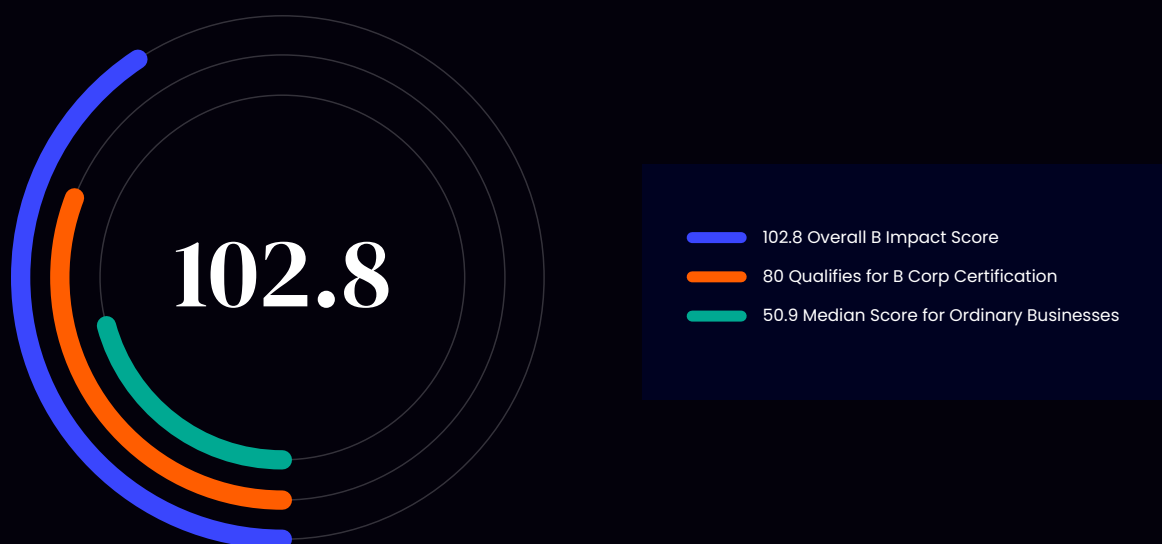 102.8
102.8 Overall B Impact Score
80 Qualifies for B Corp Certification
50.9 Median Score for Ordinary Businesses